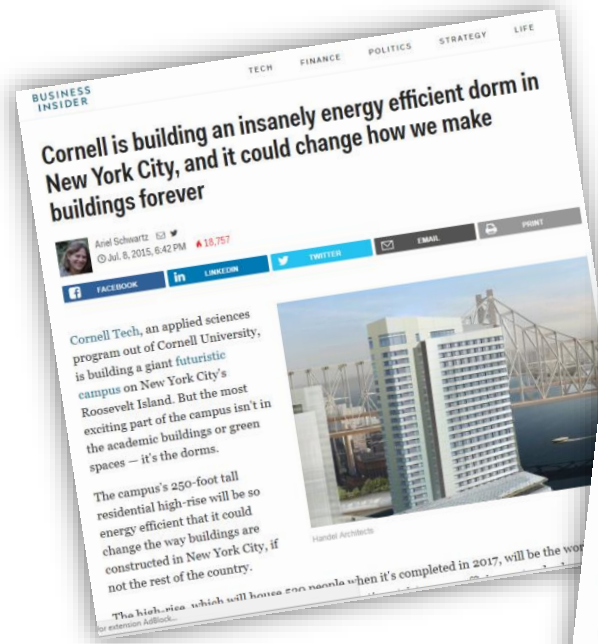 BUSINESS
INSIDER
TECH
FINANCE
POLITICS
STRATEGY
LIFE
Cornell is building an insanely energy efficient dorm in
New York City, and it could change how we make
buildings forever
Ariel Schwartz
Jul. 8, 2015, 6:42 PM
18,757
FACEBOOK
LINKEDIN
TWITTER
EMAIL
PRINT
Cornell Tech, an applied sciences
program out of Cornell University,
is building a giant futuristic
campus on New York City's
Roosevelt Island. But the most
exciting part of the campus isn't in
the academic buildings or green
spaces — it's the dorms.
The campus's 250-foot tall
residential high-rise will be so
energy efficient that it could
change the way buildings are
constructed in New York City, if
not the rest of the country.
Handel Architects
The high-rise, which will house 520 people when it's completed in 2017, will be the
for extension AdBlock...